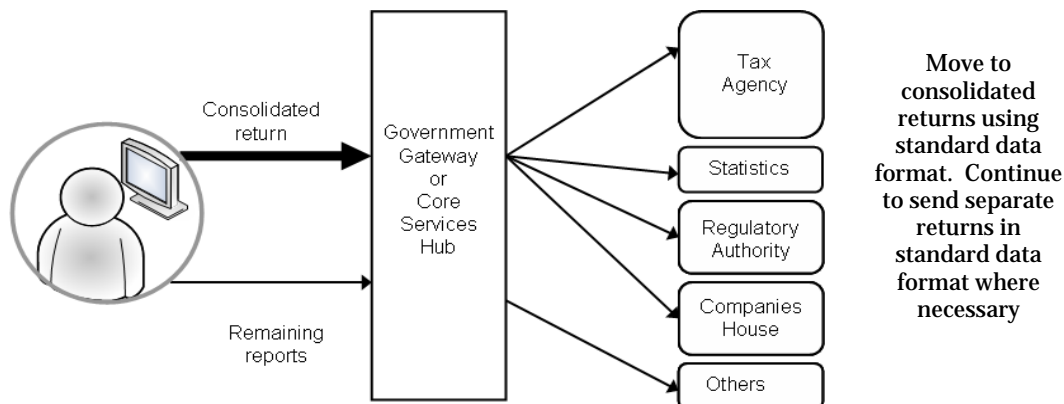 Consolidated
return
Remaining
reports
Government
Gateway
or
Core
Services
Hub
Tax
Agency
Statistics
Regulatory
Authority
Companies
House
Others
Move to
consolidated
returns using
standard data
format. Continue
to send separate
returns in
standard data
format where
necessary